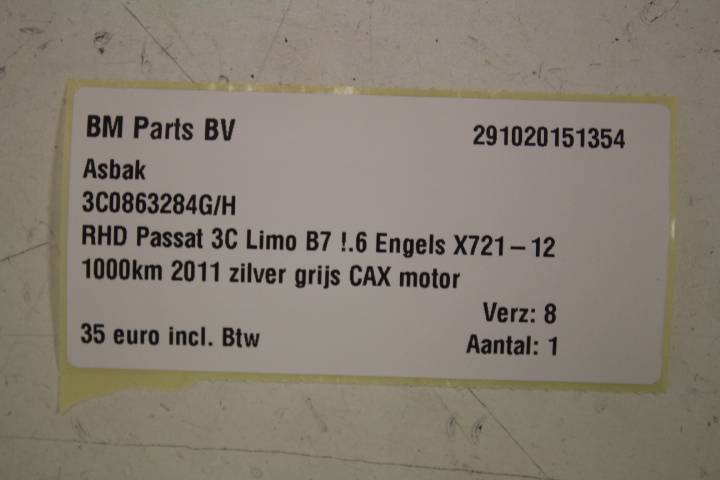 BM Parts BV 291020151354
Asbak
3C0863284G/H
RHD Passat 3C Limo B7 !.6 Engels X721-12
1000km 2011 zilver grijs CAX motor
Verz: 8
35 euro incl. Btw Aantal: 1